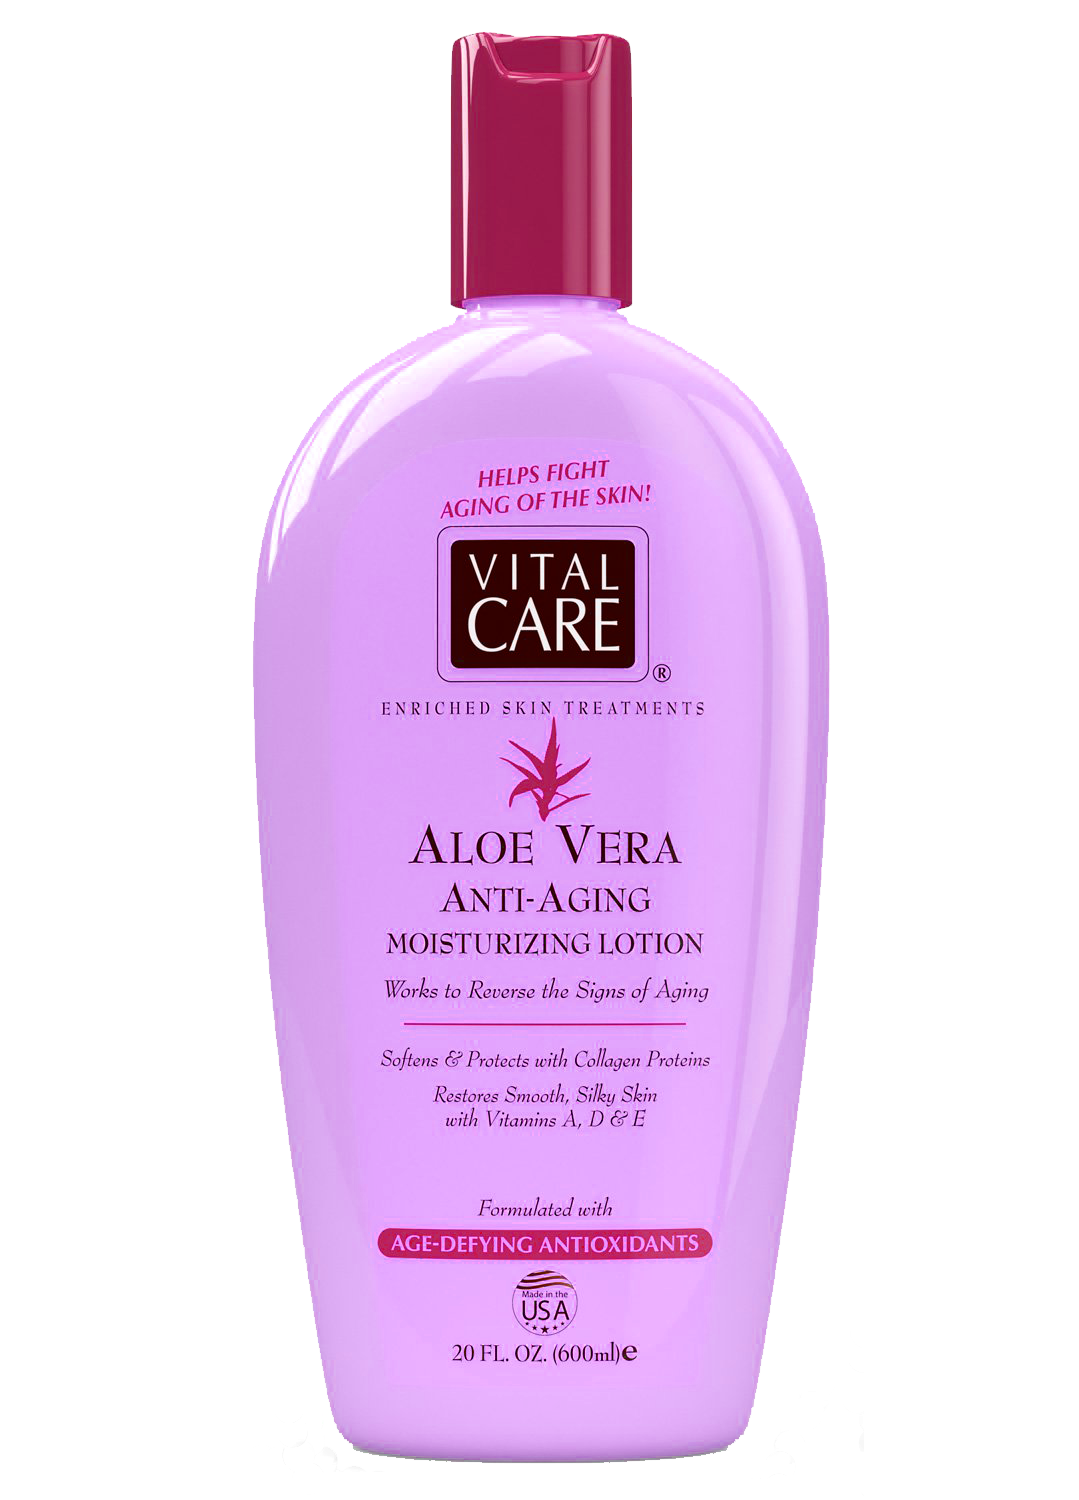 HELPS FIGHT
AGING OF THE SKIN!
VITAL
CARE
®
ENRICHED SKIN TREATMENTS
ALOE VERA
ANTI-AGING
MOISTURIZING LOTION
Works to Reverse the Signs of Aging
Softens & Protects with Collagen Proteins
Restores Smooth, Silky Skin
with Vitamins A, D & E
Formulated with
AGE-DEFYING ANTIOXIDANTS
Made in the
USA
20 FL. OZ. (600ml)℮